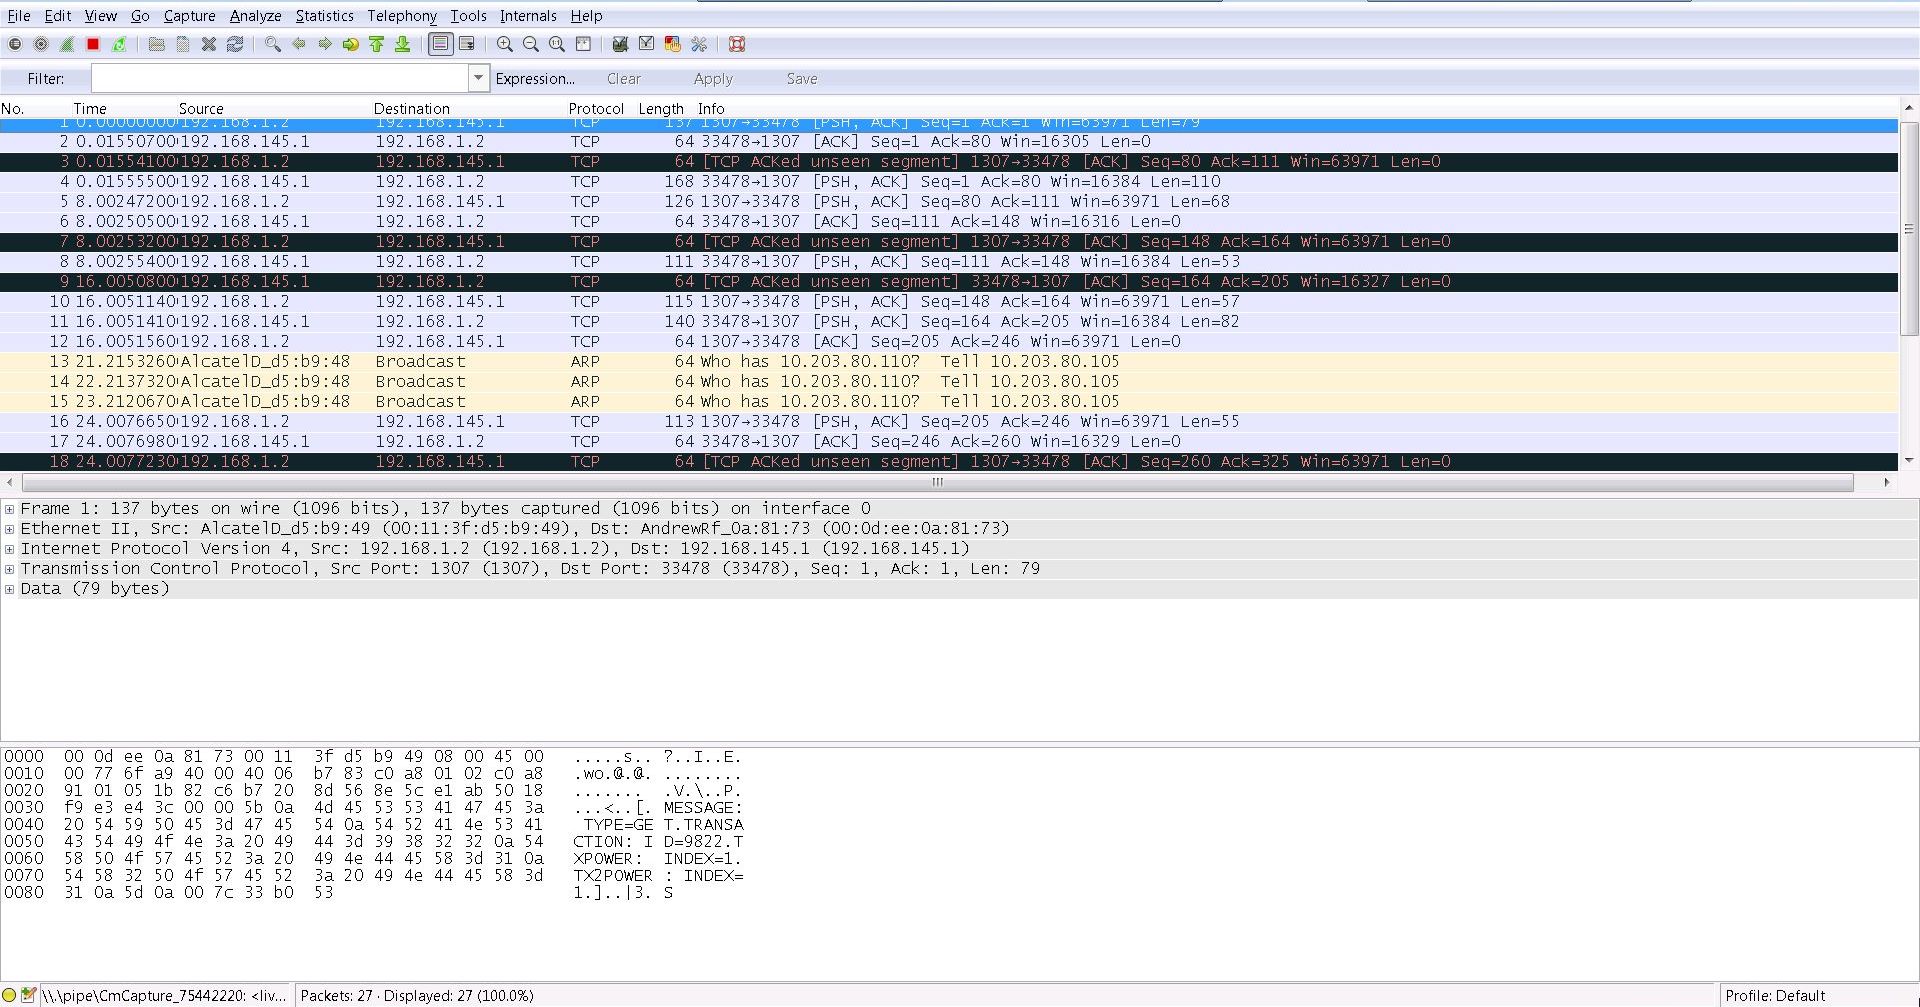 File Edit View Go Capture Analyze Statistics Telephony Tools Internals Help
Filter: Expression... Clear Apply Save
No. Time Source Destination Protocol Length Info
1 0.00000000 192.168.1.2 192.168.145.1 TCP 137 1307→33478 [PSH, ACK] Seq=1 Ack=1 Win=63971 Len=79
2 0.01550700 192.168.145.1 192.168.1.2 TCP 64 33478→1307 [ACK] Seq=1 Ack=80 Win=16305 Len=0
3 0.01554100 192.168.1.2 192.168.145.1 TCP 64 [TCP ACKed unseen segment] 1307→33478 [ACK] Seq=80 Ack=111 Win=63971 Len=0
4 0.01555500 192.168.145.1 192.168.1.2 TCP 168 33478→1307 [PSH, ACK] Seq=1 Ack=80 Win=16384 Len=110
5 8.00247200 192.168.1.2 192.168.145.1 TCP 126 1307→33478 [PSH, ACK] Seq=80 Ack=111 Win=63971 Len=68
6 8.00250500 192.168.145.1 192.168.1.2 TCP 64 33478→1307 [ACK] Seq=111 Ack=148 Win=16316 Len=0
7 8.00253200 192.168.1.2 192.168.145.1 TCP 64 [TCP ACKed unseen segment] 1307→33478 [ACK] Seq=148 Ack=164 Win=63971 Len=0
8 8.00255400 192.168.145.1 192.168.1.2 TCP 111 33478→1307 [PSH, ACK] Seq=111 Ack=148 Win=16384 Len=53
9 16.0050800 192.168.145.1 192.168.1.2 TCP 64 [TCP ACKed unseen segment] 33478→1307 [ACK] Seq=164 Ack=205 Win=16327 Len=0
10 16.0051140 192.168.1.2 192.168.145.1 TCP 115 1307→33478 [PSH, ACK] Seq=148 Ack=164 Win=63971 Len=57
11 16.0051410 192.168.145.1 192.168.1.2 TCP 140 33478→1307 [PSH, ACK] Seq=164 Ack=205 Win=16384 Len=82
12 16.0051560 192.168.1.2 192.168.145.1 TCP 64 1307→33478 [ACK] Seq=205 Ack=246 Win=63971 Len=0
13 21.2153260 AlcatelD_d5:b9:48 Broadcast ARP 64 Who has 10.203.80.110? Tell 10.203.80.105
14 22.2137320 AlcatelD_d5:b9:48 Broadcast ARP 64 Who has 10.203.80.110? Tell 10.203.80.105
15 23.2120670 AlcatelD_d5:b9:48 Broadcast ARP 64 Who has 10.203.80.110? Tell 10.203.80.105
16 24.0076650 192.168.1.2 192.168.145.1 TCP 113 1307→33478 [PSH, ACK] Seq=205 Ack=246 Win=63971 Len=55
17 24.0076980 192.168.145.1 192.168.1.2 TCP 64 33478→1307 [ACK] Seq=246 Ack=260 Win=16329 Len=0
18 24.0077230 192.168.1.2 192.168.145.1 TCP 64 [TCP ACKed unseen segment] 1307→33478 [ACK] Seq=260 Ack=325 Win=63971 Len=0
Frame 1: 137 bytes on wire (1096 bits), 137 bytes captured (1096 bits) on interface 0
Ethernet II, Src: AlcatelD_d5:b9:49 (00:11:3f:d5:b9:49), Dst: AndrewRf_0a:81:73 (00:0d:ee:0a:81:73)
Internet Protocol Version 4, Src: 192.168.1.2 (192.168.1.2), Dst: 192.168.145.1 (192.168.145.1)
Transmission Control Protocol, Src Port: 1307 (1307), Dst Port: 33478 (33478), Seq: 1, Ack: 1, Len: 79
Data (79 bytes)
0000 00 0d ee 0a 81 73 00 11 3f d5 b9 49 08 00 45 00 .....s.. ?..I..E.
0010 00 77 6f a9 40 00 40 06 b7 83 c0 a8 01 02 c0 a8 .wo.@.@. ........
0020 91 01 05 1b 82 c6 b7 20 8d 56 8e 5c e1 ab 50 18 ....... .V.\..P.
0030 f9 e3 e4 3c 00 00 5b 0a 4d 45 53 53 41 47 45 3a ...<..[. MESSAGE:
0040 20 54 59 50 45 3d 47 45 54 0a 54 52 41 4e 53 41 TYPE=GE T.TRANSA
0050 43 54 49 4f 4e 3a 20 49 44 3d 39 38 32 32 0a 54 CTION: I D=9822.T
0060 58 50 4f 57 45 52 3a 20 49 4e 44 45 58 3d 31 0a XPOWER: INDEX=1.
0070 54 58 32 50 4f 57 45 52 3a 20 49 4e 44 45 58 3d TX2POWER : INDEX=
0080 31 0a 5d 0a 00 7c 33 b0 53 1.]..|3. S
\\.\pipe\CmCapture_75442220: <liv... Packets: 27 · Displayed: 27 (100.0%) Profile: Default